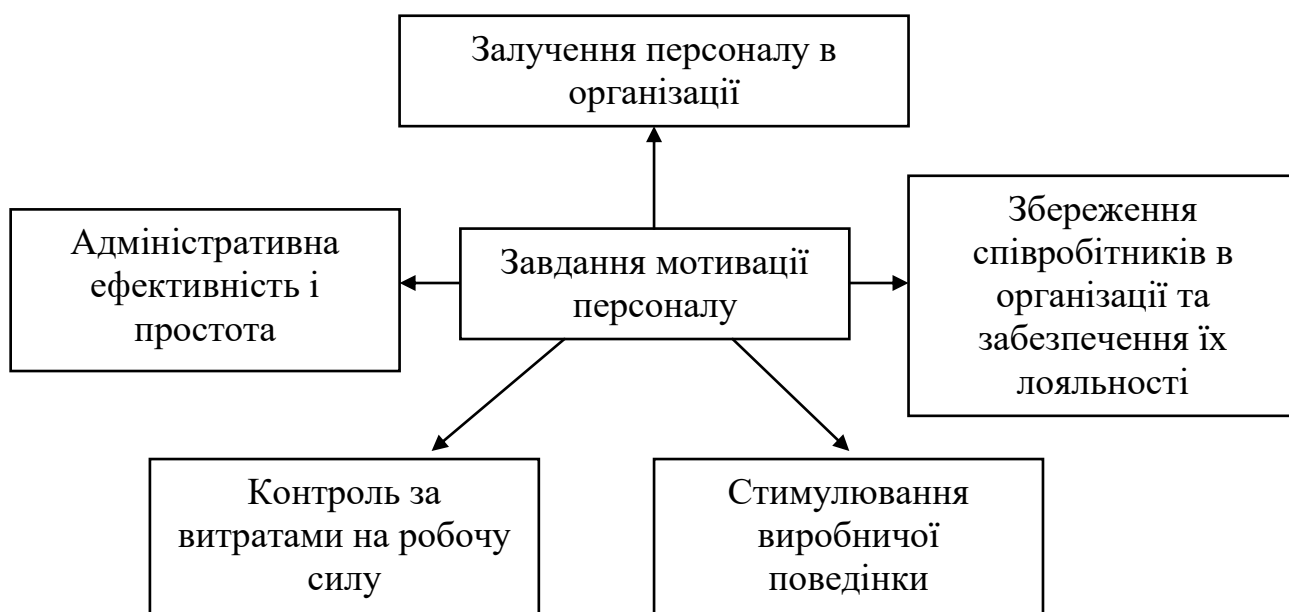 Залучення персоналу в
організації
Адміністративна
ефективність і
простота
Завдання мотивації
персоналу
Збереження
співробітників в
організації та
забезпечення їх
лояльності
Контроль за
витратами на робочу
силу
Стимулювання
виробничої
поведінки